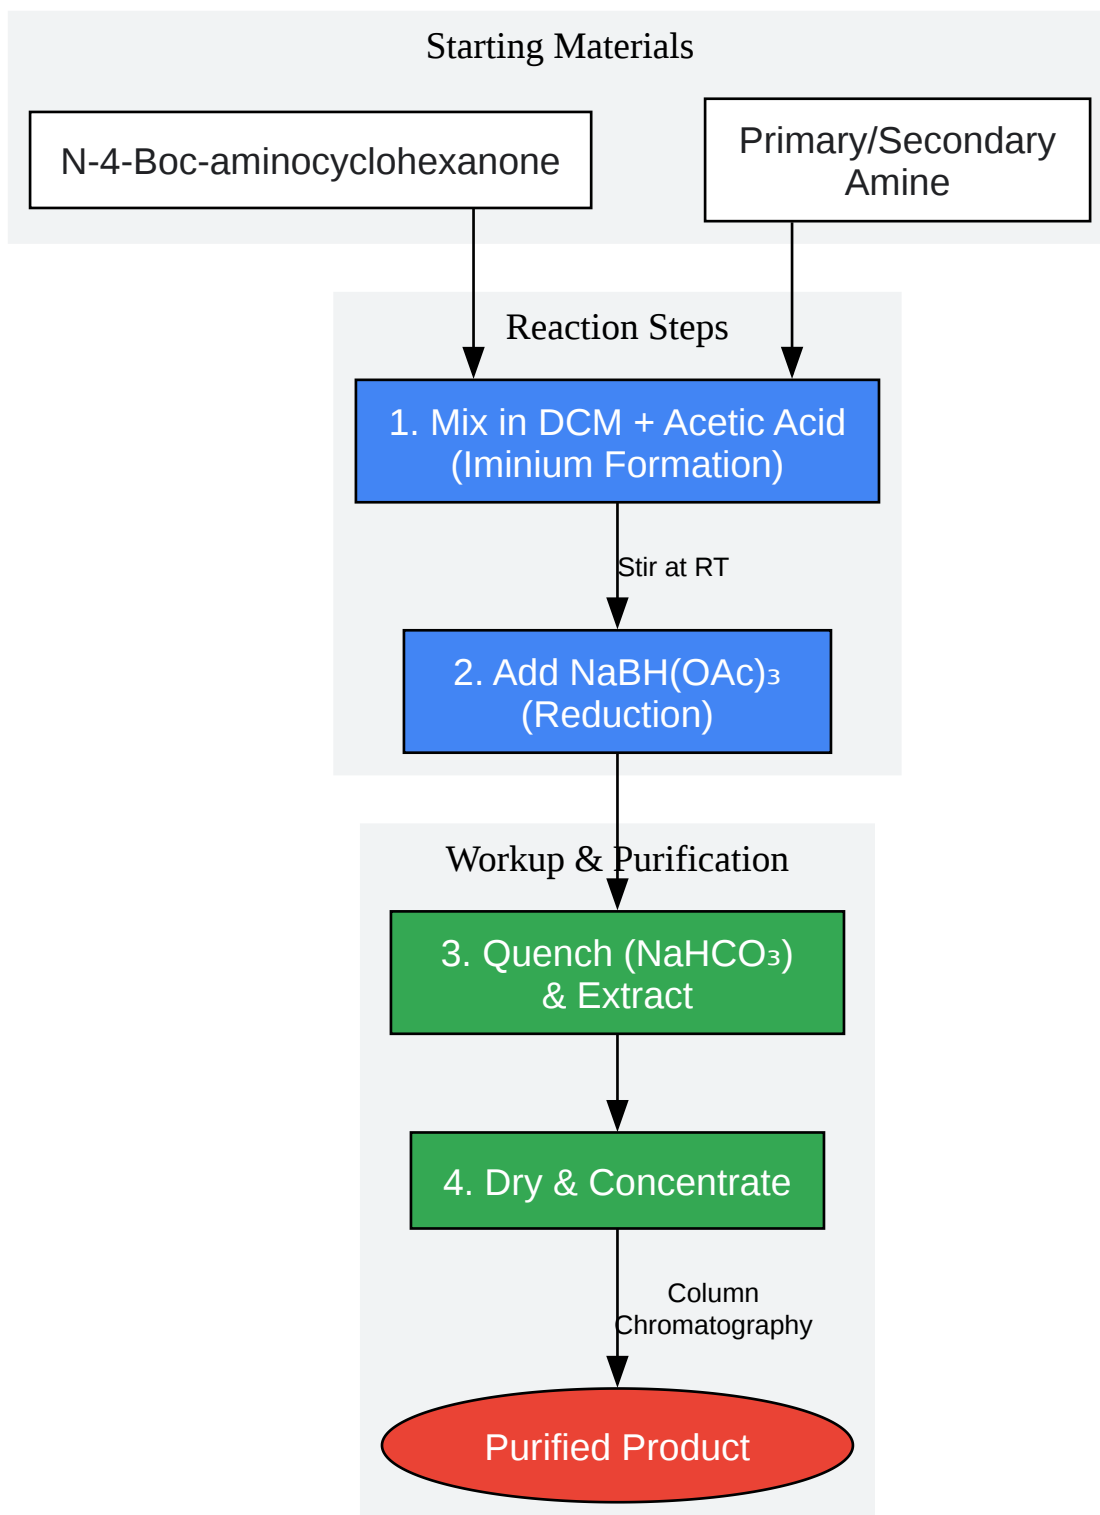 Starting Materials
N-4-Boc-aminocyclohexanone
Primary/Secondary
Amine
Reaction Steps
1. Mix in DCM + Acetic Acid
(Iminium Formation)
Stir at RT
2. Add NaBH(OAc)₃
(Reduction)
Workup & Purification
3. Quench (NaHCO₃)
& Extract
4. Dry & Concentrate
Column
Chromatography
Purified Product